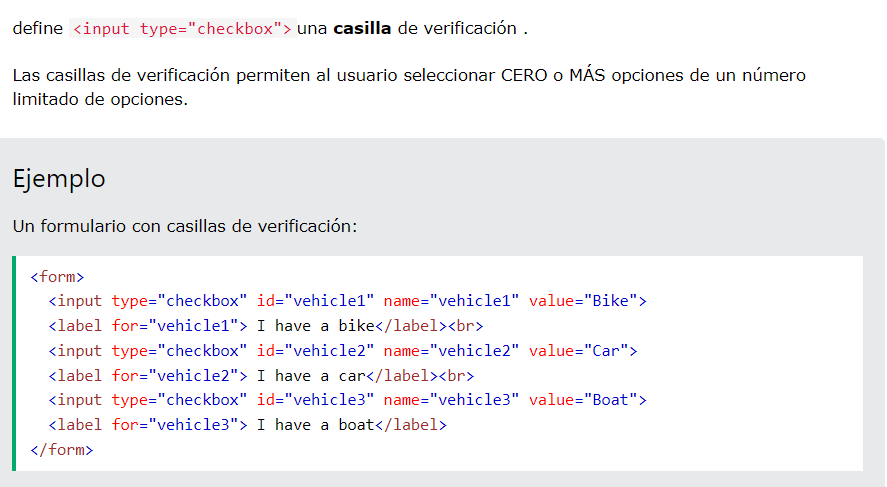 define <input type="checkbox"> una casilla de verificación .
Las casillas de verificación permiten al usuario seleccionar CERO o MÁS opciones de un número
limitado de opciones.
Ejemplo
Un formulario con casillas de verificación:
<form>
  <input type="checkbox" id="vehicle1" name="vehicle1" value="Bike">
  <label for="vehicle1"> I have a bike</label><br>
  <input type="checkbox" id="vehicle2" name="vehicle2" value="Car">
  <label for="vehicle2"> I have a car</label><br>
  <input type="checkbox" id="vehicle3" name="vehicle3" value="Boat">
  <label for="vehicle3"> I have a boat</label>
</form>